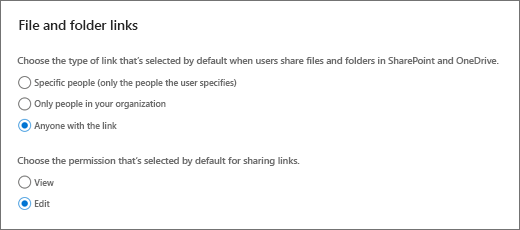 File and folder links
Choose the type of link that's selected by default when users share files and folders in SharePoint and OneDrive.
Specific people (only the people the user specifies)
Only people in your organization
Anyone with the link
Choose the permission that's selected by default for sharing links.
View
Edit